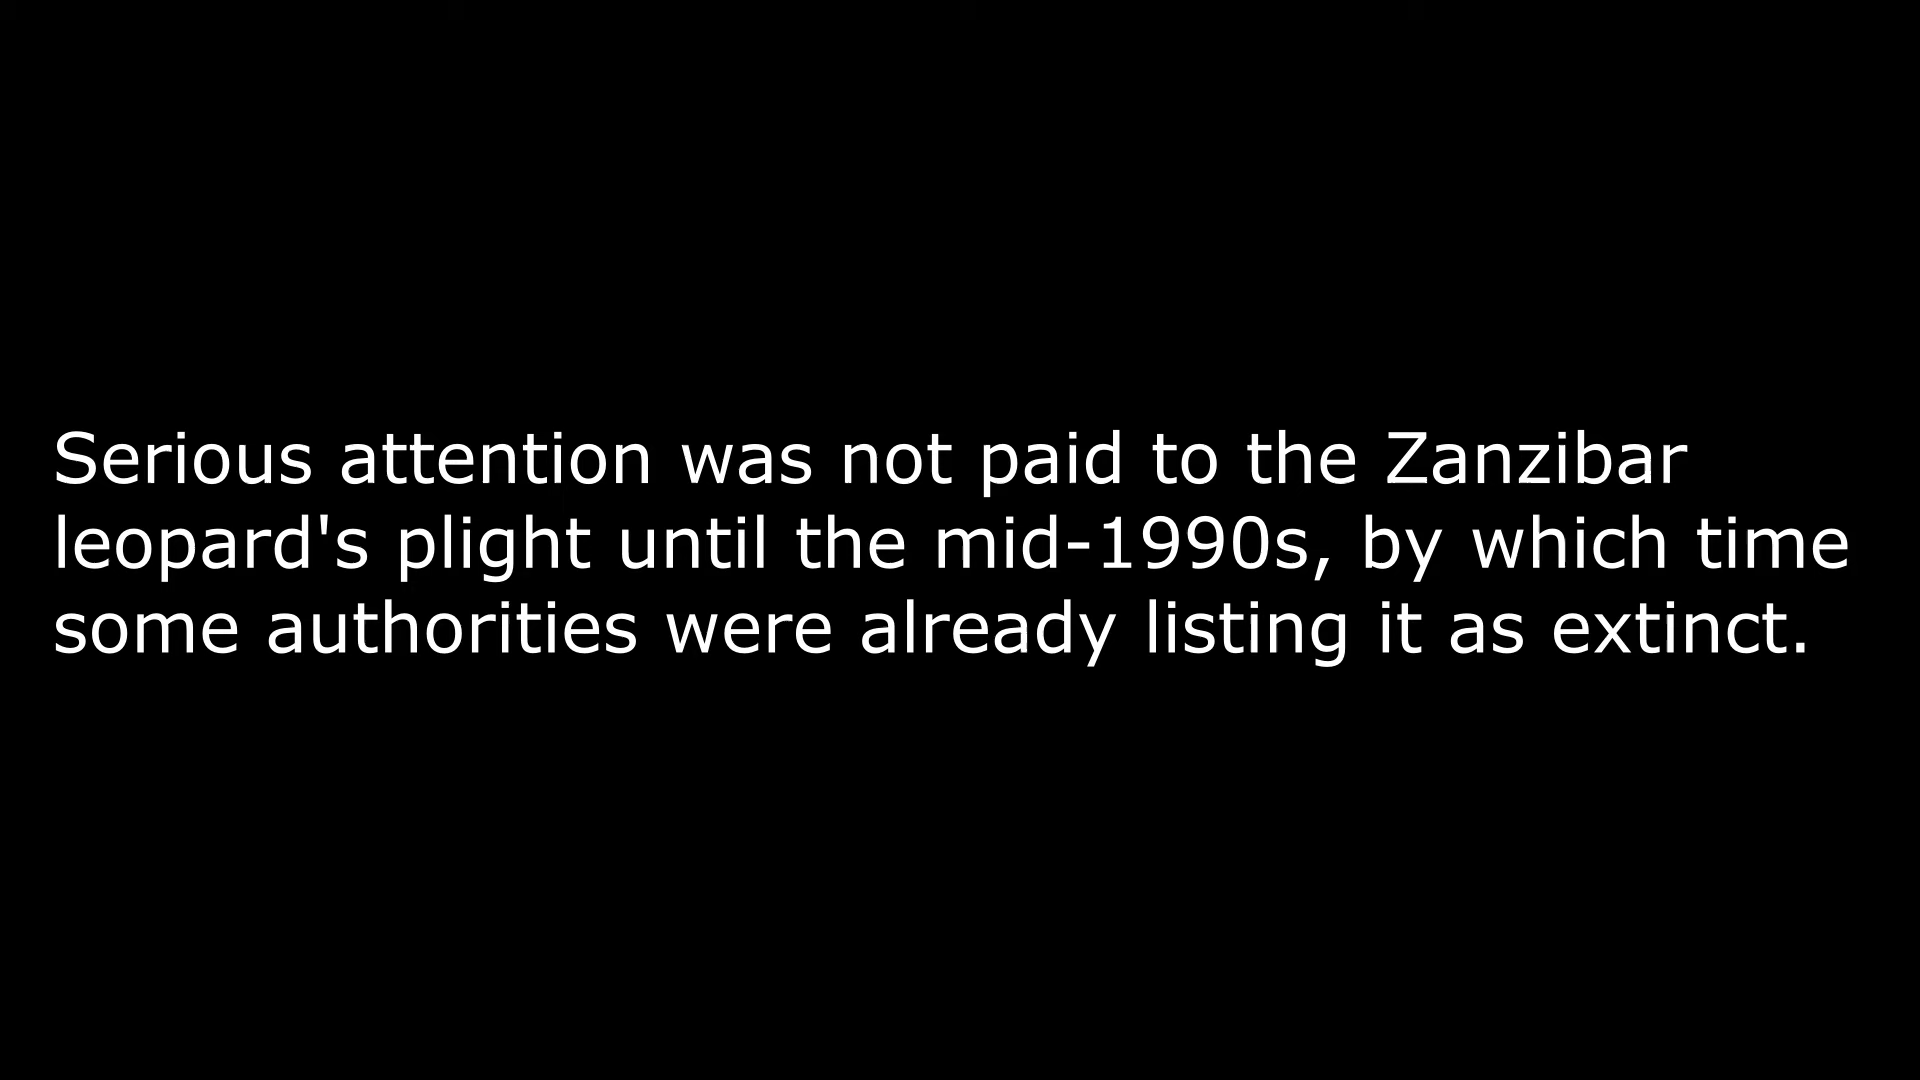 Serious attention was not paid to the Zanzibar
leopard's plight until the mid-1990s, by which time
some authorities were already listing it as extinct.